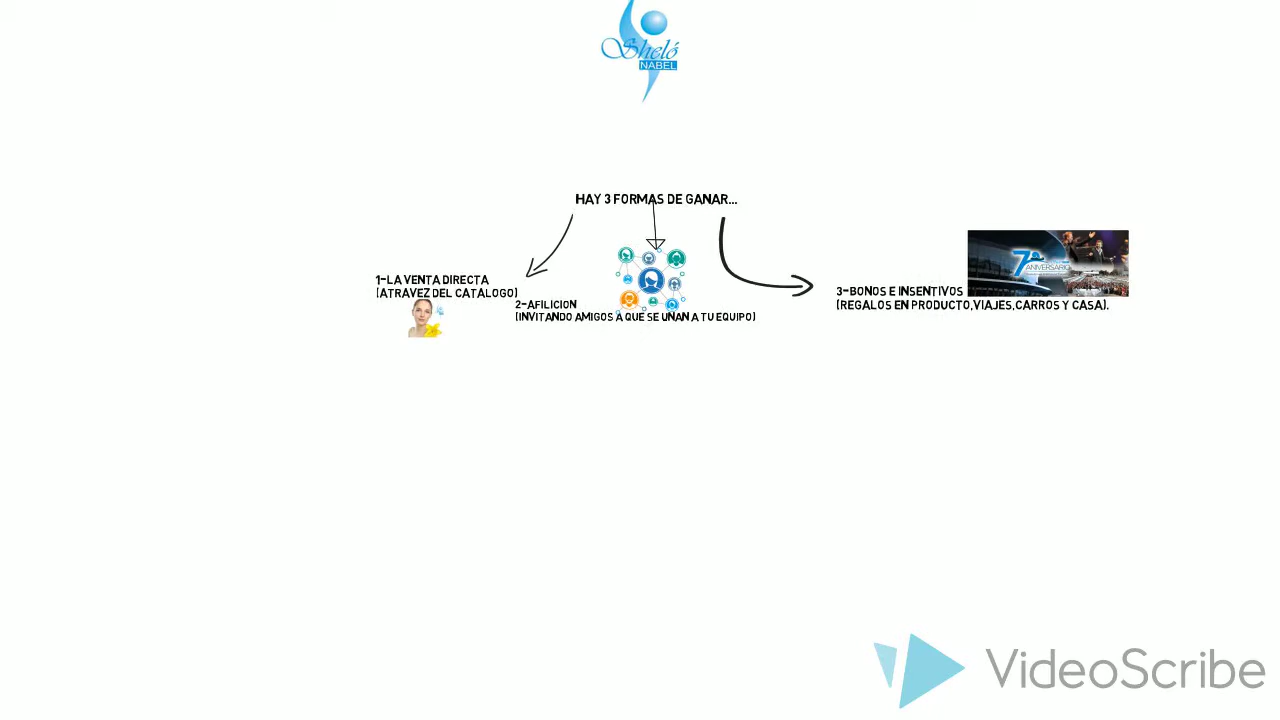 Sheló
NABEL
HAY 3 FORMAS DE GANAR...
1-LA VENTA DIRECTA
(ATRAVEZ DEL CATÁLOGO)
2-AFILICION
(INVITANDO AMIGOS A QUE SE UNAN A TU EQUIPO)
7
ANIVERSARIO
3-BONOS E INSENTIVOS
(REGALOS EN PRODUCTO,VIAJES,CARROS Y CASA).
VideoScribe